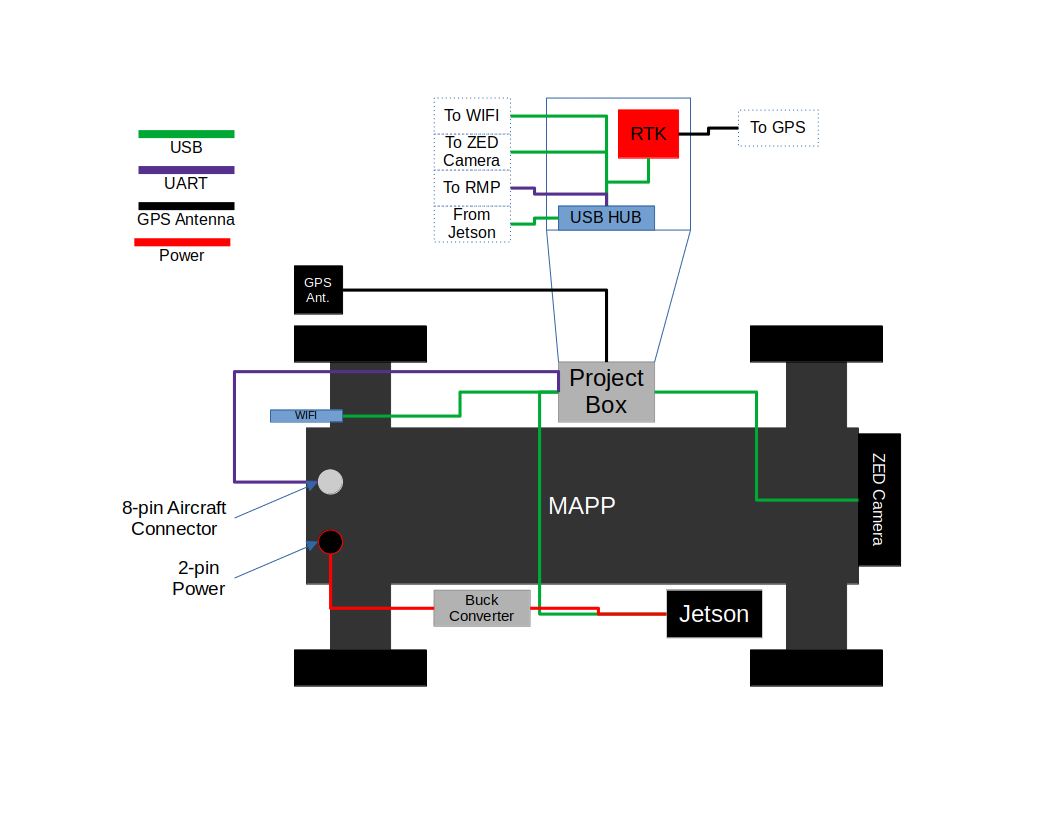 To WIFI
To ZED
Camera
To RMP
From
Jetson
RTK
To GPS
USB HUB
USB
UART
GPS Antenna
Power
GPS
Ant.
Project
Box
WIFI
ZED Camera
MAPP
8-pin Aircraft
Connector
2-pin
Power
Buck
Converter
Jetson